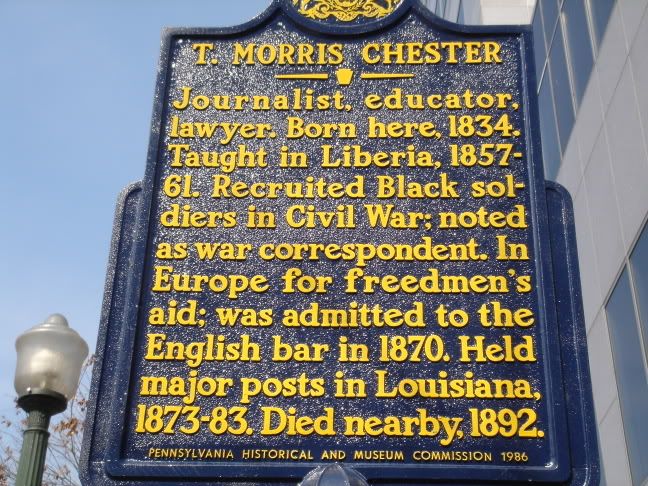 T. MORRIS CHESTER
Journalist, educator,
lawyer. Born here, 1834.
Taught in Liberia, 1857-
61. Recruited Black sol-
diers in Civil War; noted
as war correspondent. In
Europe for freedmen's
aid; was admitted to the
English bar in 1870. Held
major posts in Louisiana,
1873-83. Died nearby, 1892.
PENNSYLVANIA HISTORICAL AND MUSEUM COMMISSION 1986